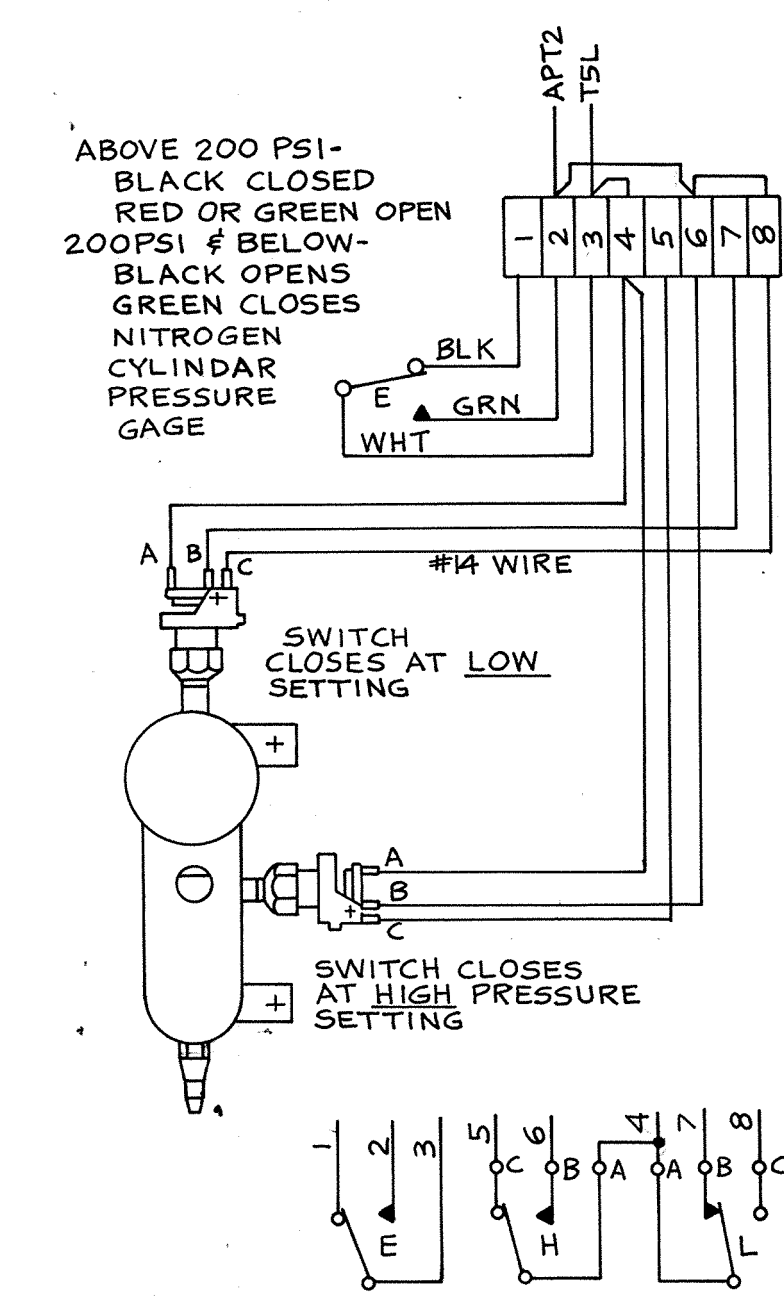 APT2
T5L
ABOVE 200 PSI-
BLACK CLOSED
RED OR GREEN OPEN
200PSI & BELOW-
BLACK OPENS
GREEN CLOSES
NITROGEN
CYLINDAR
PRESSURE
GAGE
1 2 3 4 5 6 7 8
BLK
E
GRN
WHT
A B C
#14 WIRE
+
SWITCH
CLOSES AT LOW
SETTING
+
A
B
+
C
SWITCH CLOSES
AT HIGH PRESSURE
SETTING
+
1 2 3 5 6 4 7 8
C B A A B C
E H L